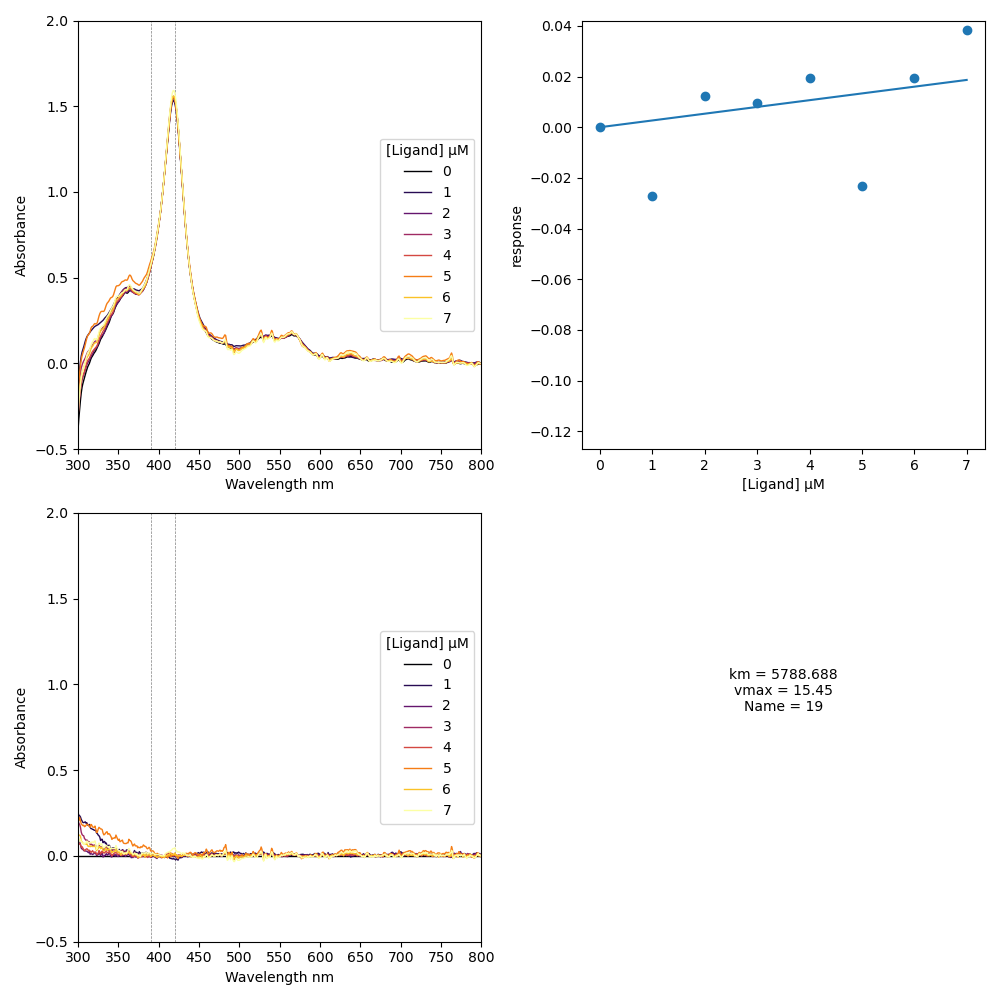 2.0
1.5
1.0
0.5
0.0
−0.5
Absorbance
300 350 400 450 500 550 600 650 700 750 800
Wavelength nm
[Ligand] μM
0
1
2
3
4
5
6
7
0.04
0.02
0.00
−0.02
−0.04
−0.06
−0.08
−0.10
−0.12
response
0 1 2 3 4 5 6 7
[Ligand] μM
2.0
1.5
1.0
0.5
0.0
−0.5
Absorbance
300 350 400 450 500 550 600 650 700 750 800
Wavelength nm
[Ligand] μM
0
1
2
3
4
5
6
7
km = 5788.688
vmax = 15.45
Name = 19